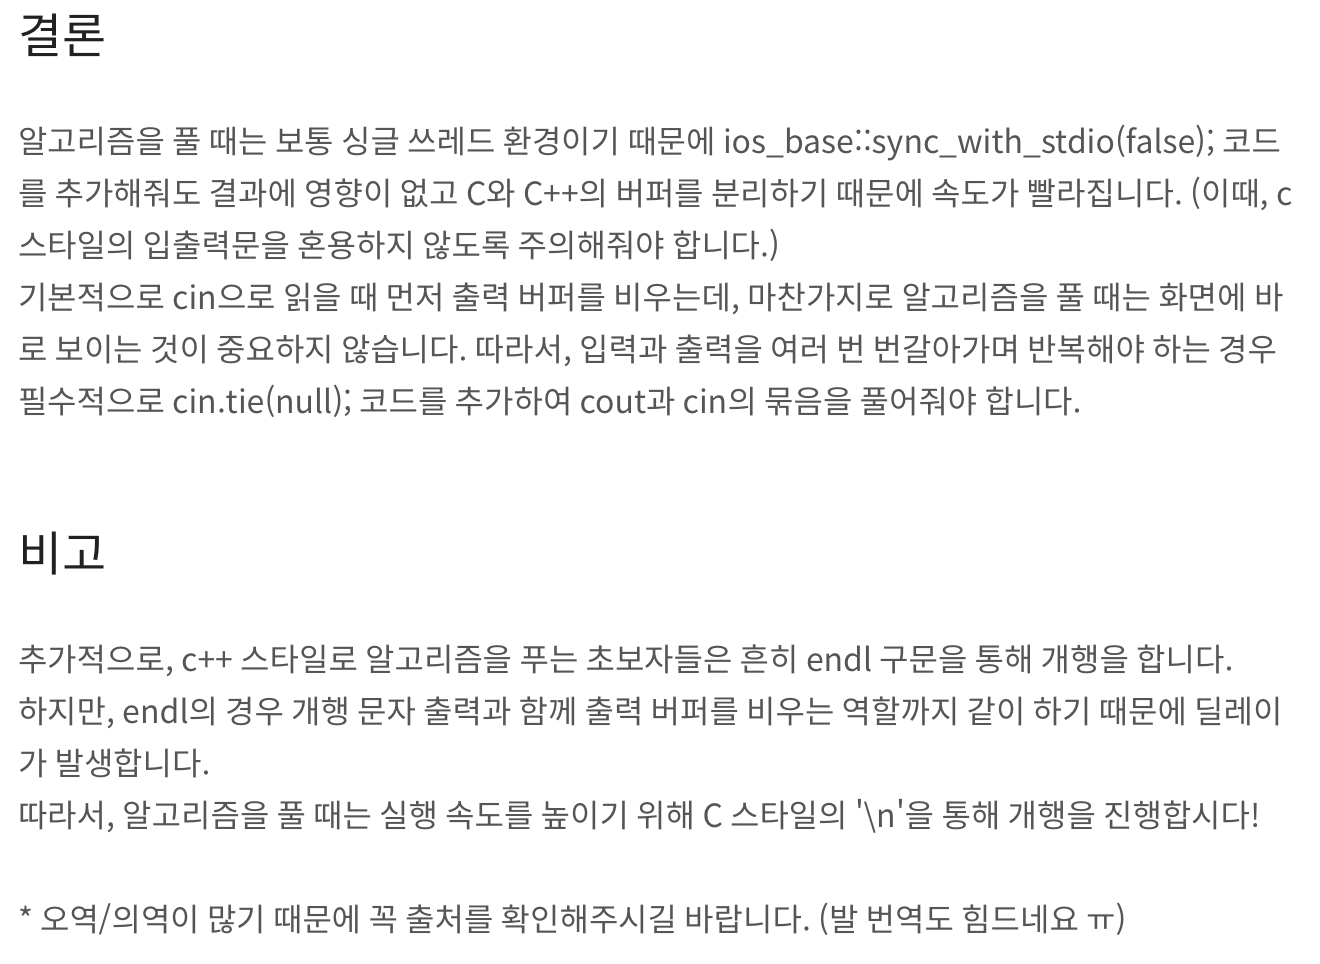 결론
알고리즘을 풀 때는 보통 싱글 쓰레드 환경이기 때문에 ios_base::sync_with_stdio(false); 코드
를 추가해줘도 결과에 영향이 없고 C와 C++의 버퍼를 분리하기 때문에 속도가 빨라집니다. (이때, c
스타일의 입출력문을 혼용하지 않도록 주의해줘야 합니다.)
기본적으로 cin으로 읽을 때 먼저 출력 버퍼를 비우는데, 마찬가지로 알고리즘을 풀 때는 화면에 바
로 보이는 것이 중요하지 않습니다. 따라서, 입력과 출력을 여러 번 번갈아가며 반복해야 하는 경우
필수적으로 cin.tie(null); 코드를 추가하여 cout과 cin의 묶음을 풀어줘야 합니다.
비고
추가적으로, c++ 스타일로 알고리즘을 푸는 초보자들은 흔히 endl 구문을 통해 개행을 합니다.
하지만, endl의 경우 개행 문자 출력과 함께 출력 버퍼를 비우는 역할까지 같이 하기 때문에 딜레이
가 발생합니다.
따라서, 알고리즘을 풀 때는 실행 속도를 높이기 위해 C 스타일의 '\n'을 통해 개행을 진행합시다!
* 오역/의역이 많기 때문에 꼭 출처를 확인해주시길 바랍니다. (발 번역도 힘드네요 ㅠ)